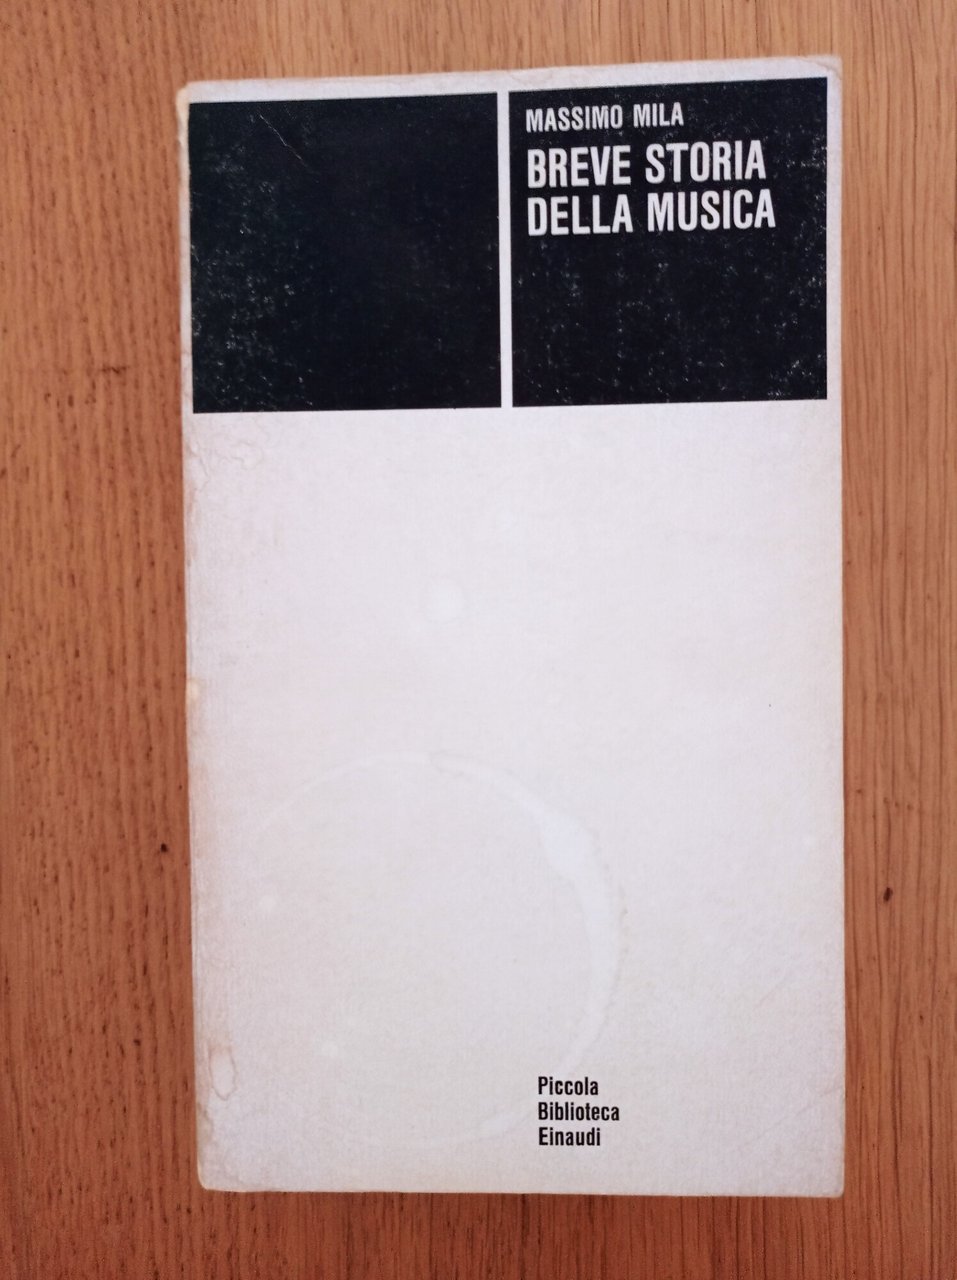 MASSIMO MILA
BREVE STORIA
DELLA MUSICA
Piccola
Biblioteca
Einaudi